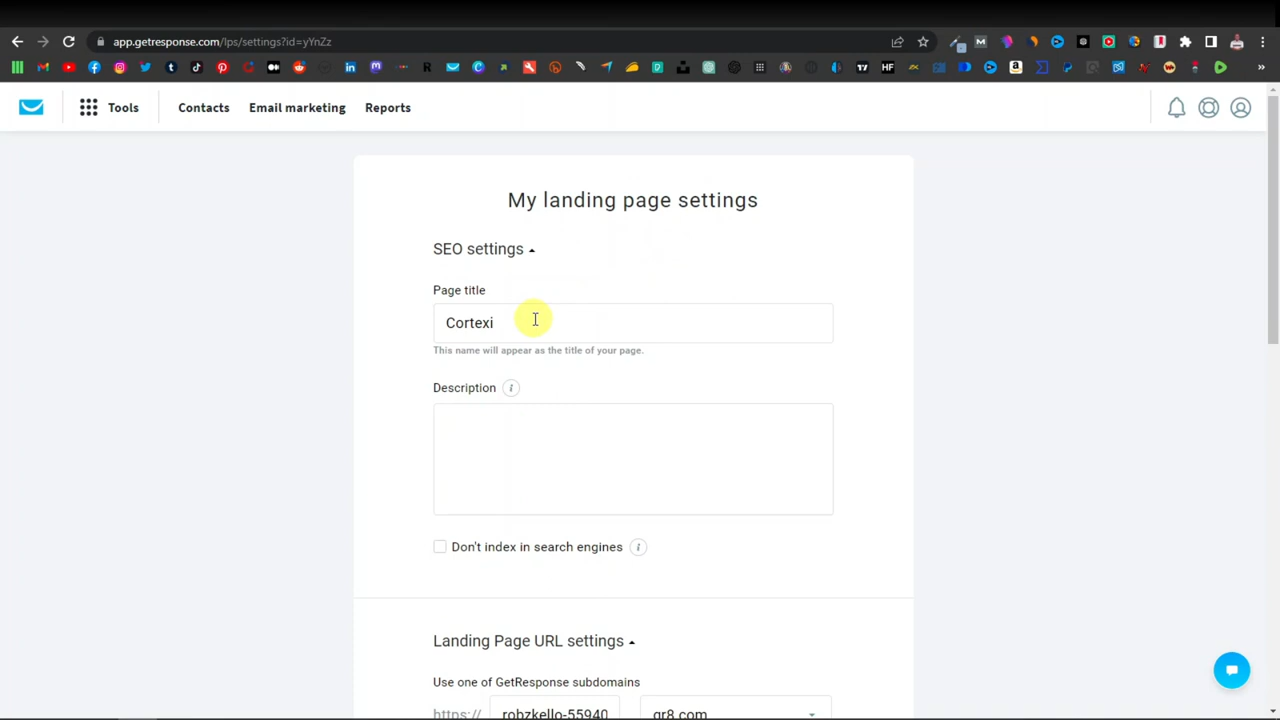 app.getresponse.com/lps/settings?id=yYnZz
Tools
Contacts
Email marketing
Reports
My landing page settings
SEO settings
Page title
Cortexi
This name will appear as the title of your page.
Description
Don't index in search engines
Landing Page URL settings
Use one of GetResponse subdomains
https://
robzkello-55940
gr8.com